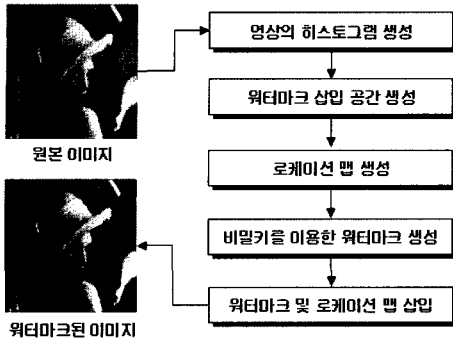 영상의 히스토그램 생성
워터마크 삽입 공간 생성
원본 이미지
로케이션 맵 생성
비밀키를 이용한 워터마크 생성
워터마크 및 로케이션 맵 삽입
워터마크된 이미지